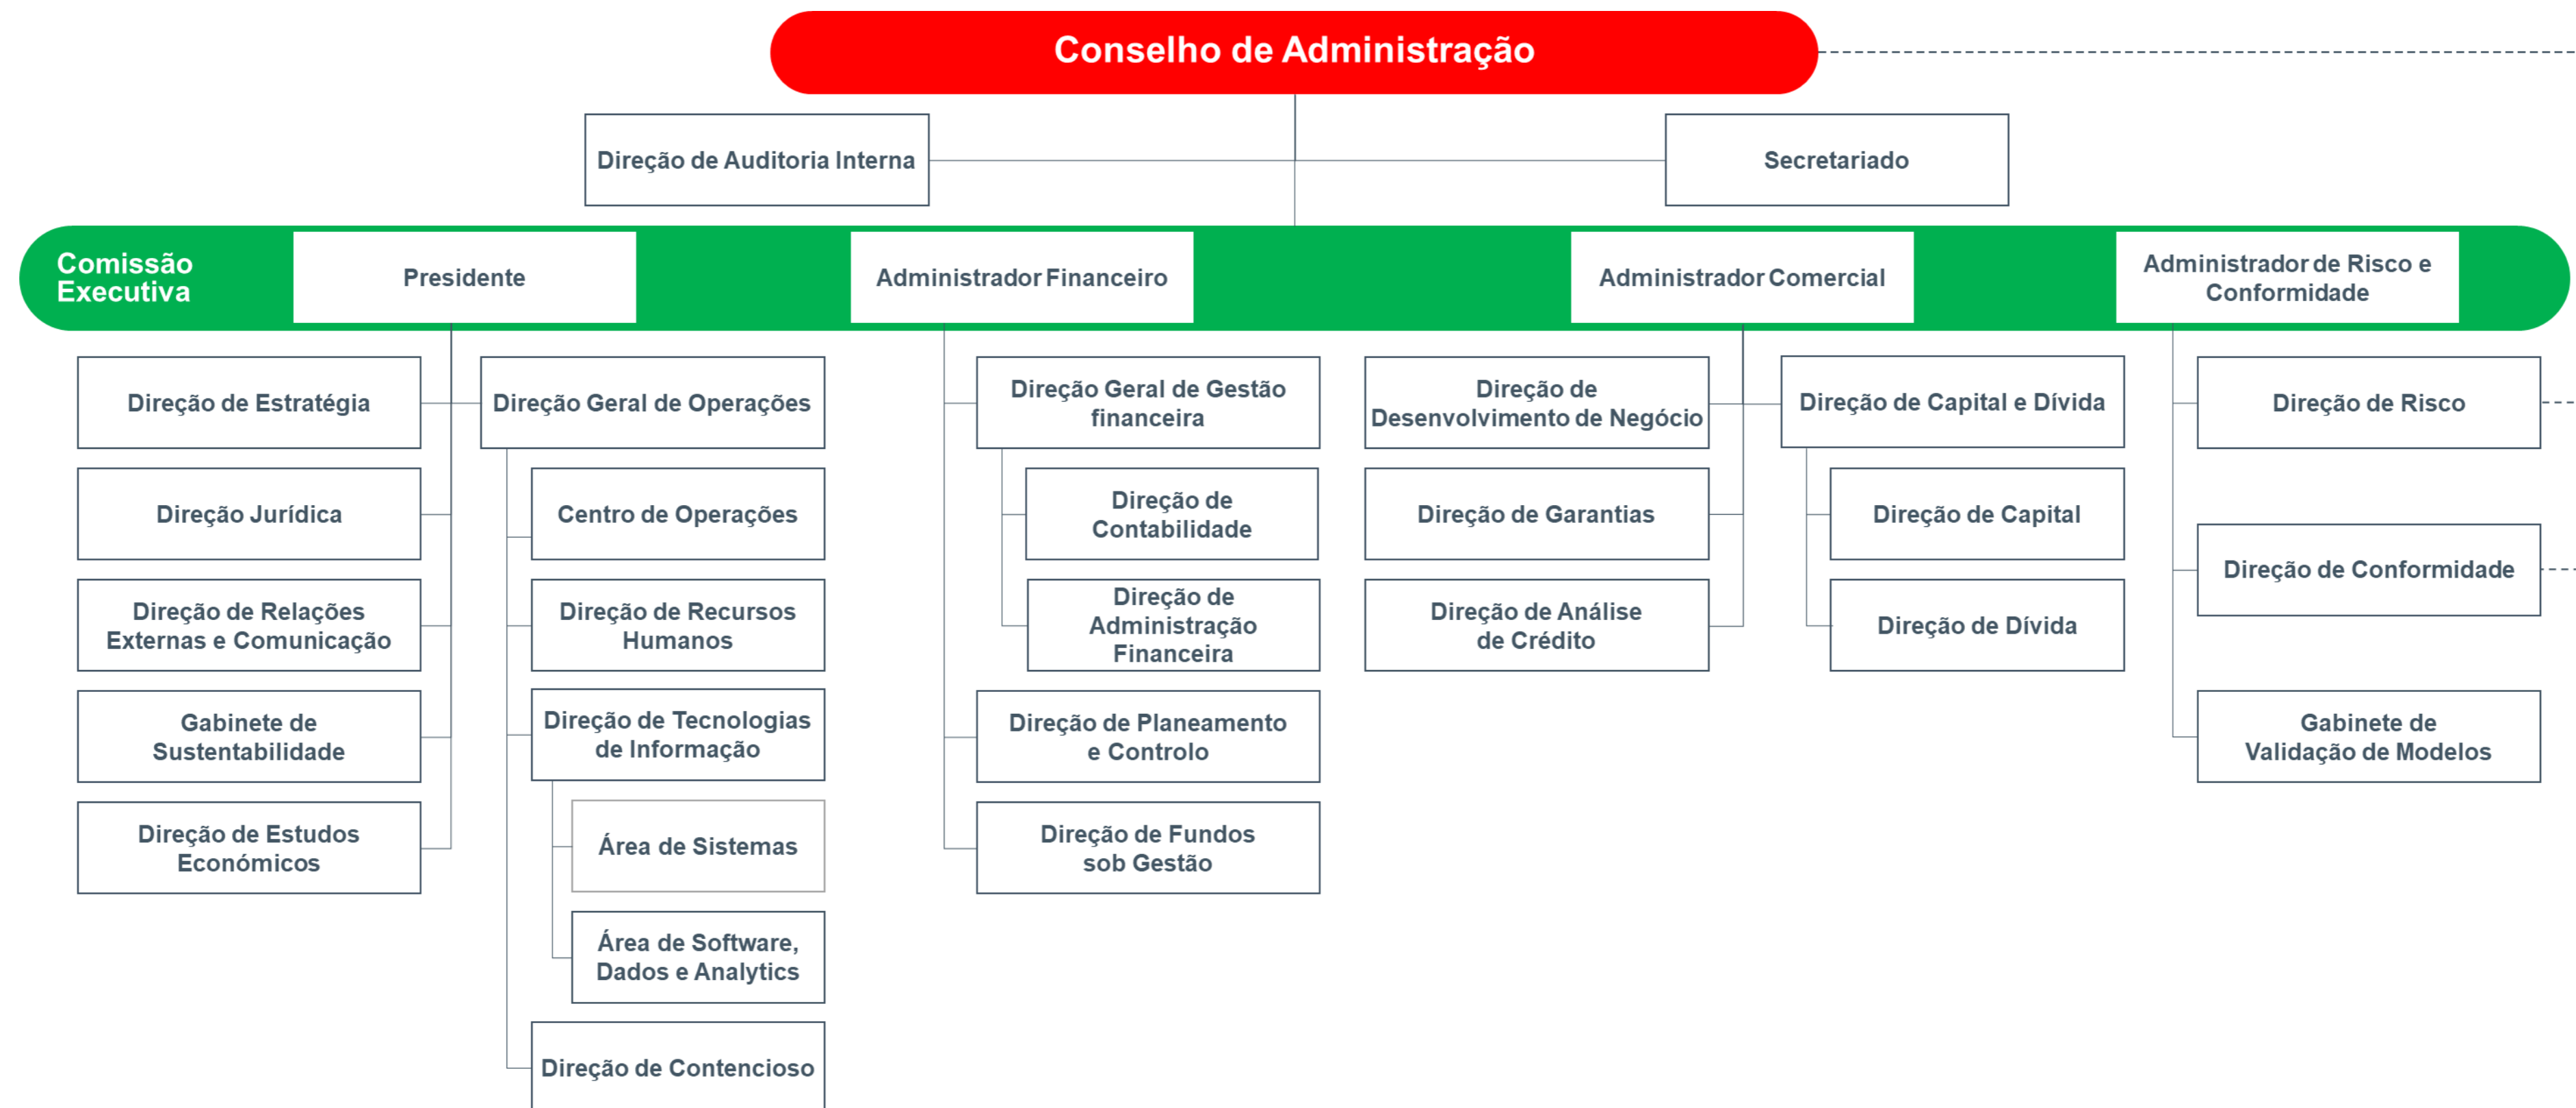 Conselho de Administração
Direção de Auditoria Interna
Secretariado
Comissão
Executiva
Presidente
Administrador Financeiro
Administrador Comercial
Administrador de Risco e
Conformidade
Direção de Estratégia
Direção Jurídica
Direção de Relações
Externas e Comunicação
Gabinete de
Sustentabilidade
Direção de Estudos
Económicos
Direção Geral de Operações
Centro de Operações
Direção de Recursos
Humanos
Direção de Tecnologias
de Informação
Área de Sistemas
Área de Software,
Dados e Analytics
Direção de Contencioso
Direção Geral de Gestão
financeira
Direção de
Contabilidade
Direção de
Administração
Financeira
Direção de Planeamento
e Controlo
Direção de Fundos
sob Gestão
Direção de
Desenvolvimento de Negócio
Direção de Garantias
Direção de Análise
de Crédito
Direção de Capital e Dívida
Direção de Capital
Direção de Dívida
Direção de Risco
Direção de Conformidade
Gabinete de
Validação de Modelos